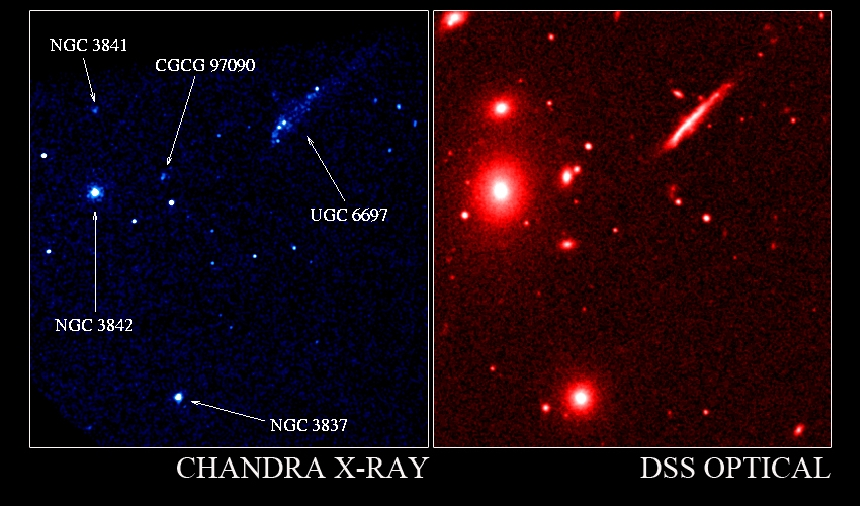 NGC 3841
CGCG 97090
UGC 6697
NGC 3842
NGC 3837
CHANDRA X-RAY
DSS OPTICAL